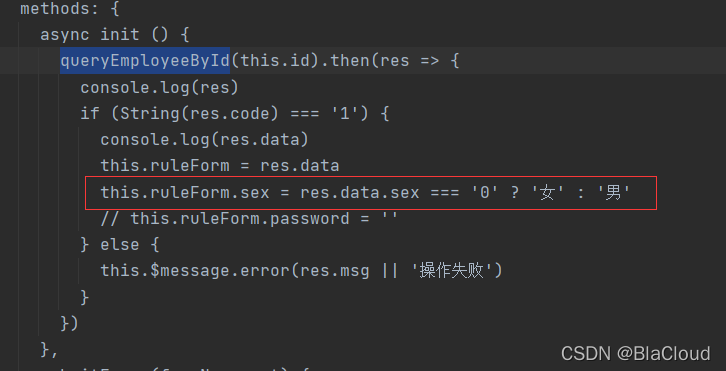 methods: {
async init () {
queryEmployeeById(this.id).then(res => {
console.log(res)
if (String(res.code) === '1') {
console.log(res.data)
this.ruleForm = res.data
this.ruleForm.sex = res.data.sex === '0' ? '女' : '男'
// this.ruleForm.password = ''
} else {
this.$message.error(res.msg || '操作失败')
}
})
},
CSDN @BlaCloud